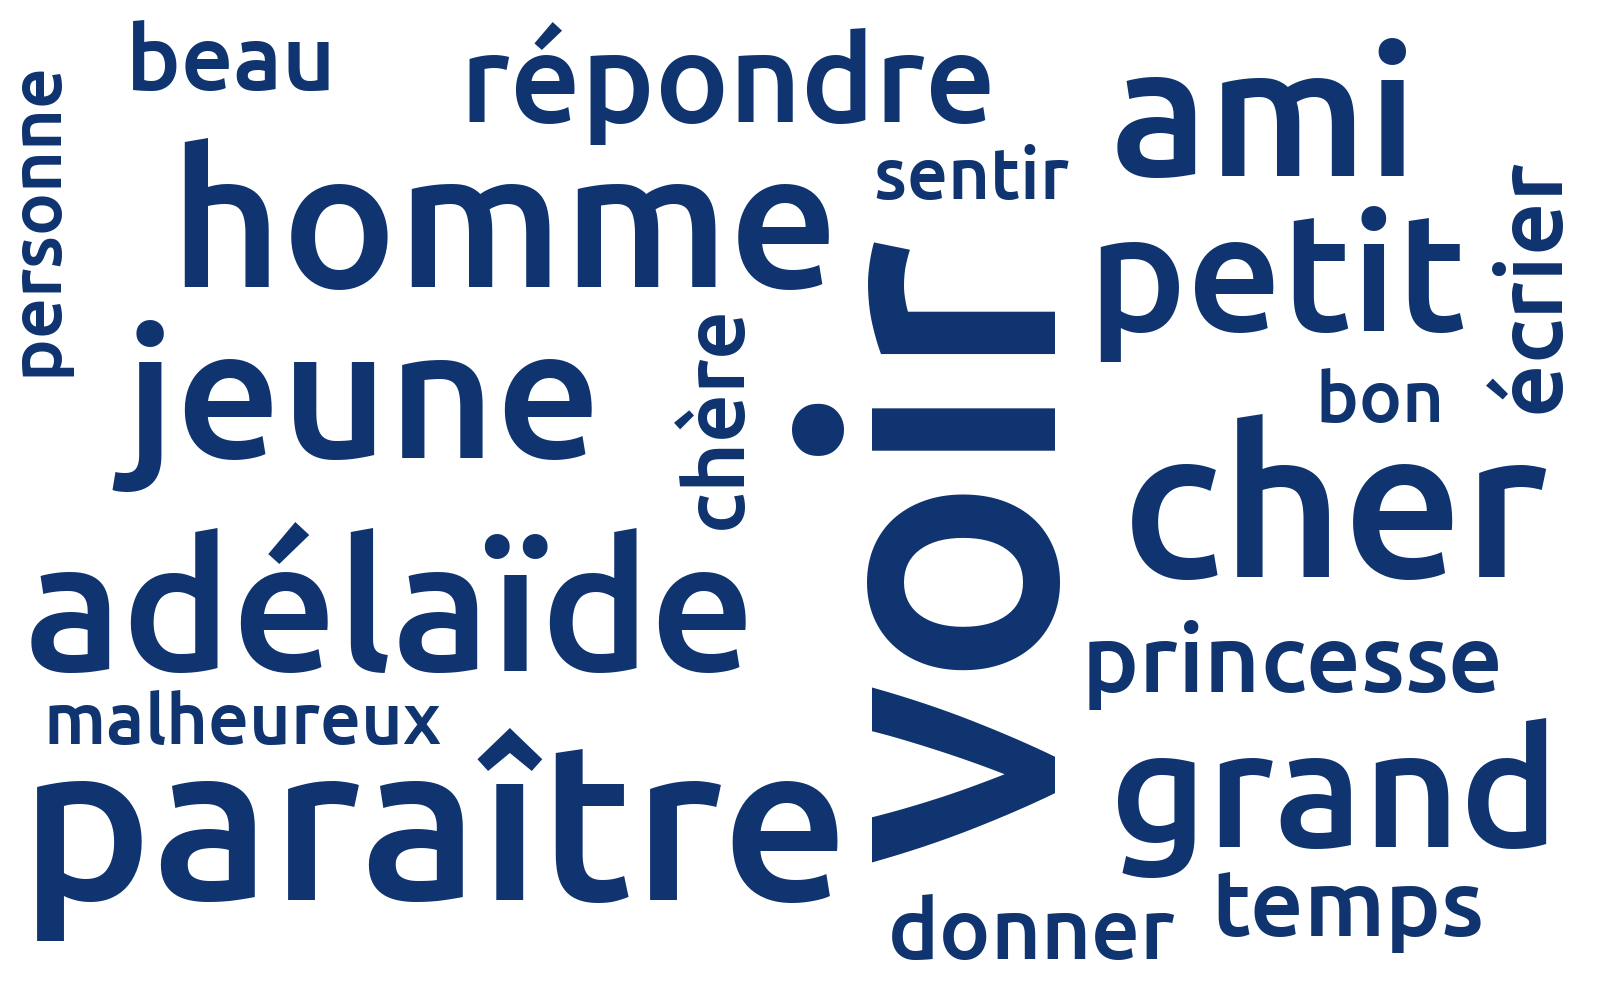 beau
répondre
ami
personne
homme
sentir
petit
écrier
jeune
chère
voir
bon
cher
adélaïde
princesse
malheureux
paraître
grand
donner
temps